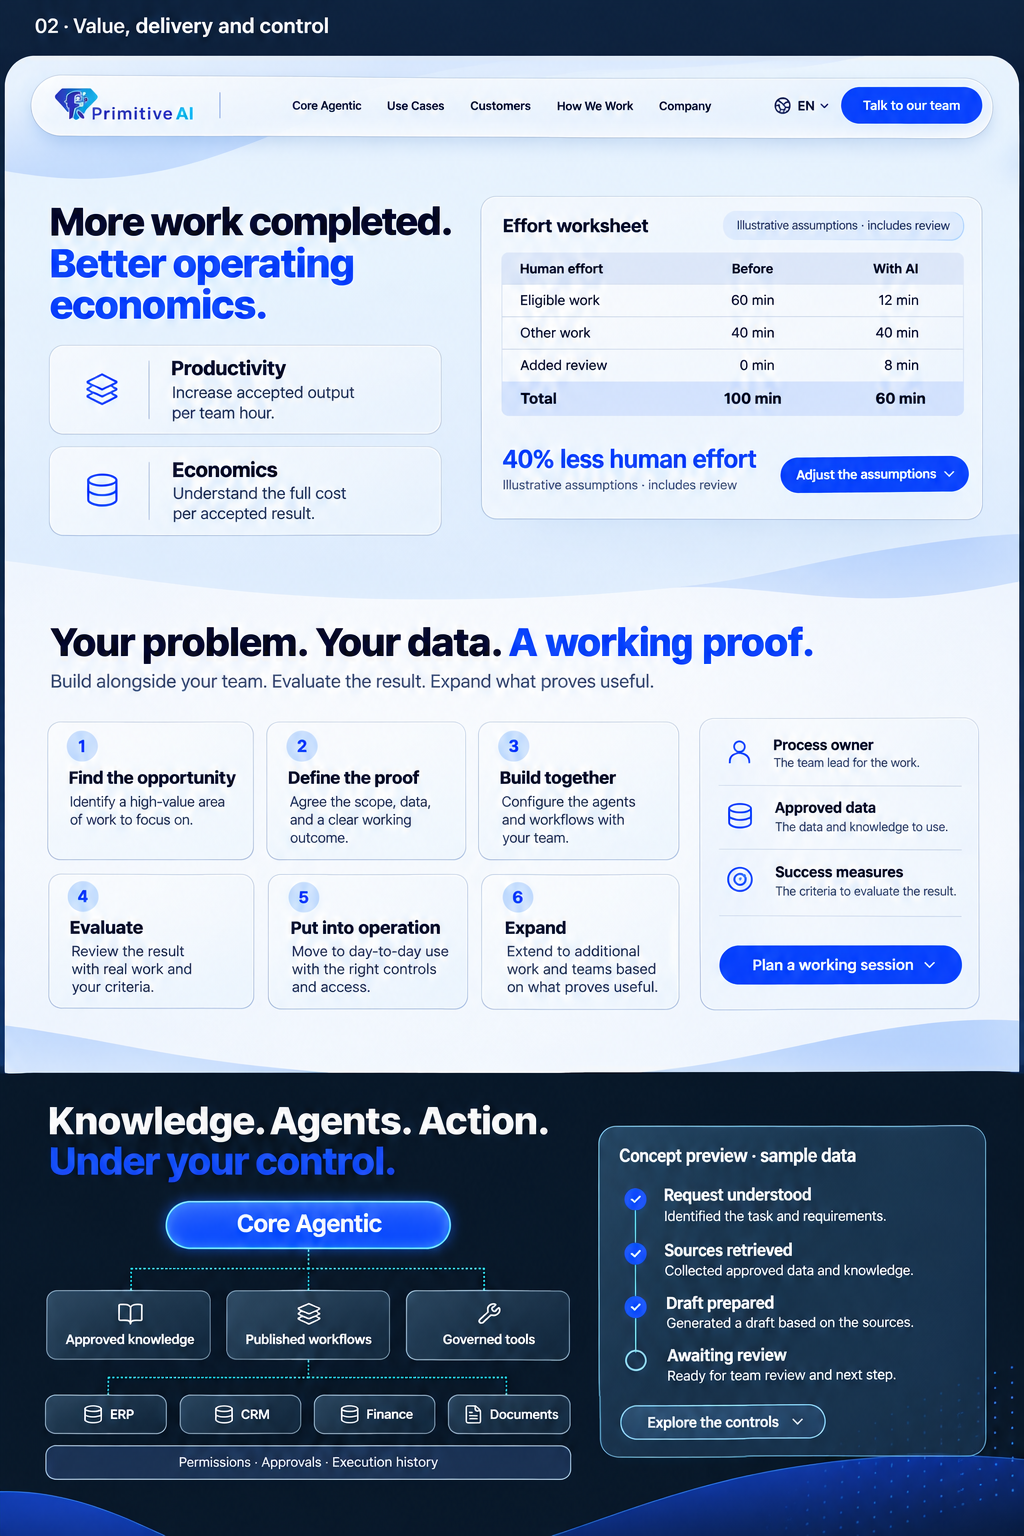 02 · Value, delivery and control
Primitive AI
Core Agentic
Use Cases
Customers
How We Work
Company
EN
Talk to our team
More work completed.
Better operating
economics.
Productivity
Increase accepted output
per team hour.
Economics
Understand the full cost
per accepted result.
Effort worksheet
Illustrative assumptions · includes review
Human effort Before With AI
Eligible work 60 min 12 min
Other work 40 min 40 min
Added review 0 min 8 min
Total 100 min 60 min
40% less human effort
Illustrative assumptions · includes review
Adjust the assumptions
Your problem. Your data. A working proof.
Build alongside your team. Evaluate the result. Expand what proves useful.
1
Find the opportunity
Identify a high-value area
of work to focus on.
2
Define the proof
Agree the scope, data,
and a clear working
outcome.
3
Build together
Configure the agents
and workflows with
your team.
4
Evaluate
Review the result
with real work and
your criteria.
5
Put into operation
Move to day-to-day use
with the right controls
and access.
6
Expand
Extend to additional
work and teams based
on what proves useful.
Process owner
The team lead for the work.
Approved data
The data and knowledge to use.
Success measures
The criteria to evaluate the result.
Plan a working session
Knowledge. Agents. Action.
Under your control.
Core Agentic
Approved knowledge
Published workflows
Governed tools
ERP
CRM
Finance
Documents
Permissions · Approvals · Execution history
Concept preview · sample data
Request understood
Identified the task and requirements.
Sources retrieved
Collected approved data and knowledge.
Draft prepared
Generated a draft based on the sources.
Awaiting review
Ready for team review and next step.
Explore the controls